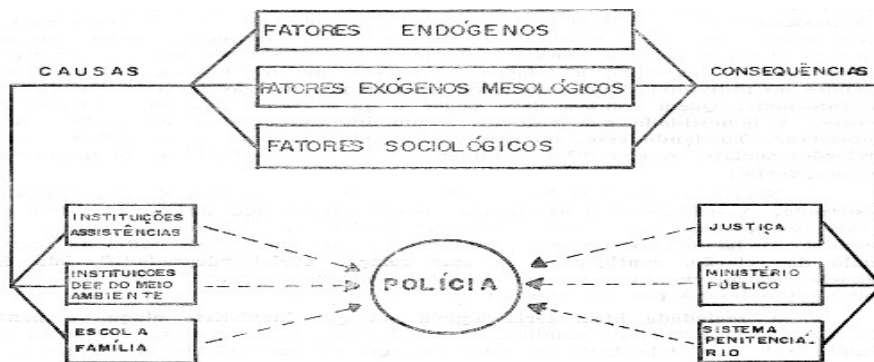 FATORES ENDÓGENOS
CAUSAS
FATORES EXÓGENOS MESOLÓGICOS
CONSEQUÊNCIAS
FATORES SOCIOLÓGICOS
INSTITUIÇÕES
ASSISTÊNCIAS
JUSTIÇA
INSTITUICOES
DEF DO MEIO
AMBIENTE
POLÍCIA
MINISTÉRIO
PÚBLICO
ESCOLA
FAMÍLIA
SISTEMA
PENITENCIÁ-
RIO